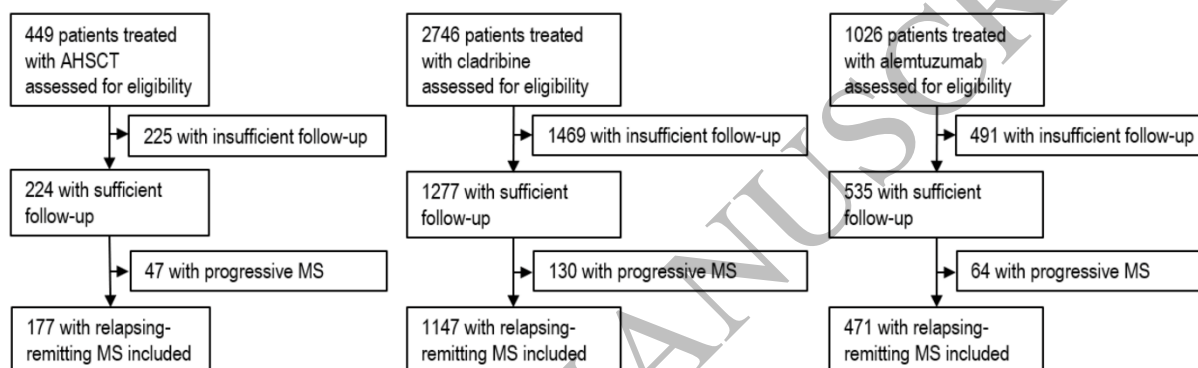 449 patients treated
with AHSCT
assessed for eligibility
225 with insufficient follow-up
224 with sufficient
follow-up
47 with progressive MS
177 with relapsing-
remitting MS included
2746 patients treated
with cladribine
assessed for eligibility
1469 with insufficient follow-up
1277 with sufficient
follow-up
130 with progressive MS
1147 with relapsing-
remitting MS included
1026 patients treated
with alemtuzumab
assessed for eligibility
491 with insufficient follow-up
535 with sufficient
follow-up
64 with progressive MS
471 with relapsing-
remitting MS included
ANUSCR